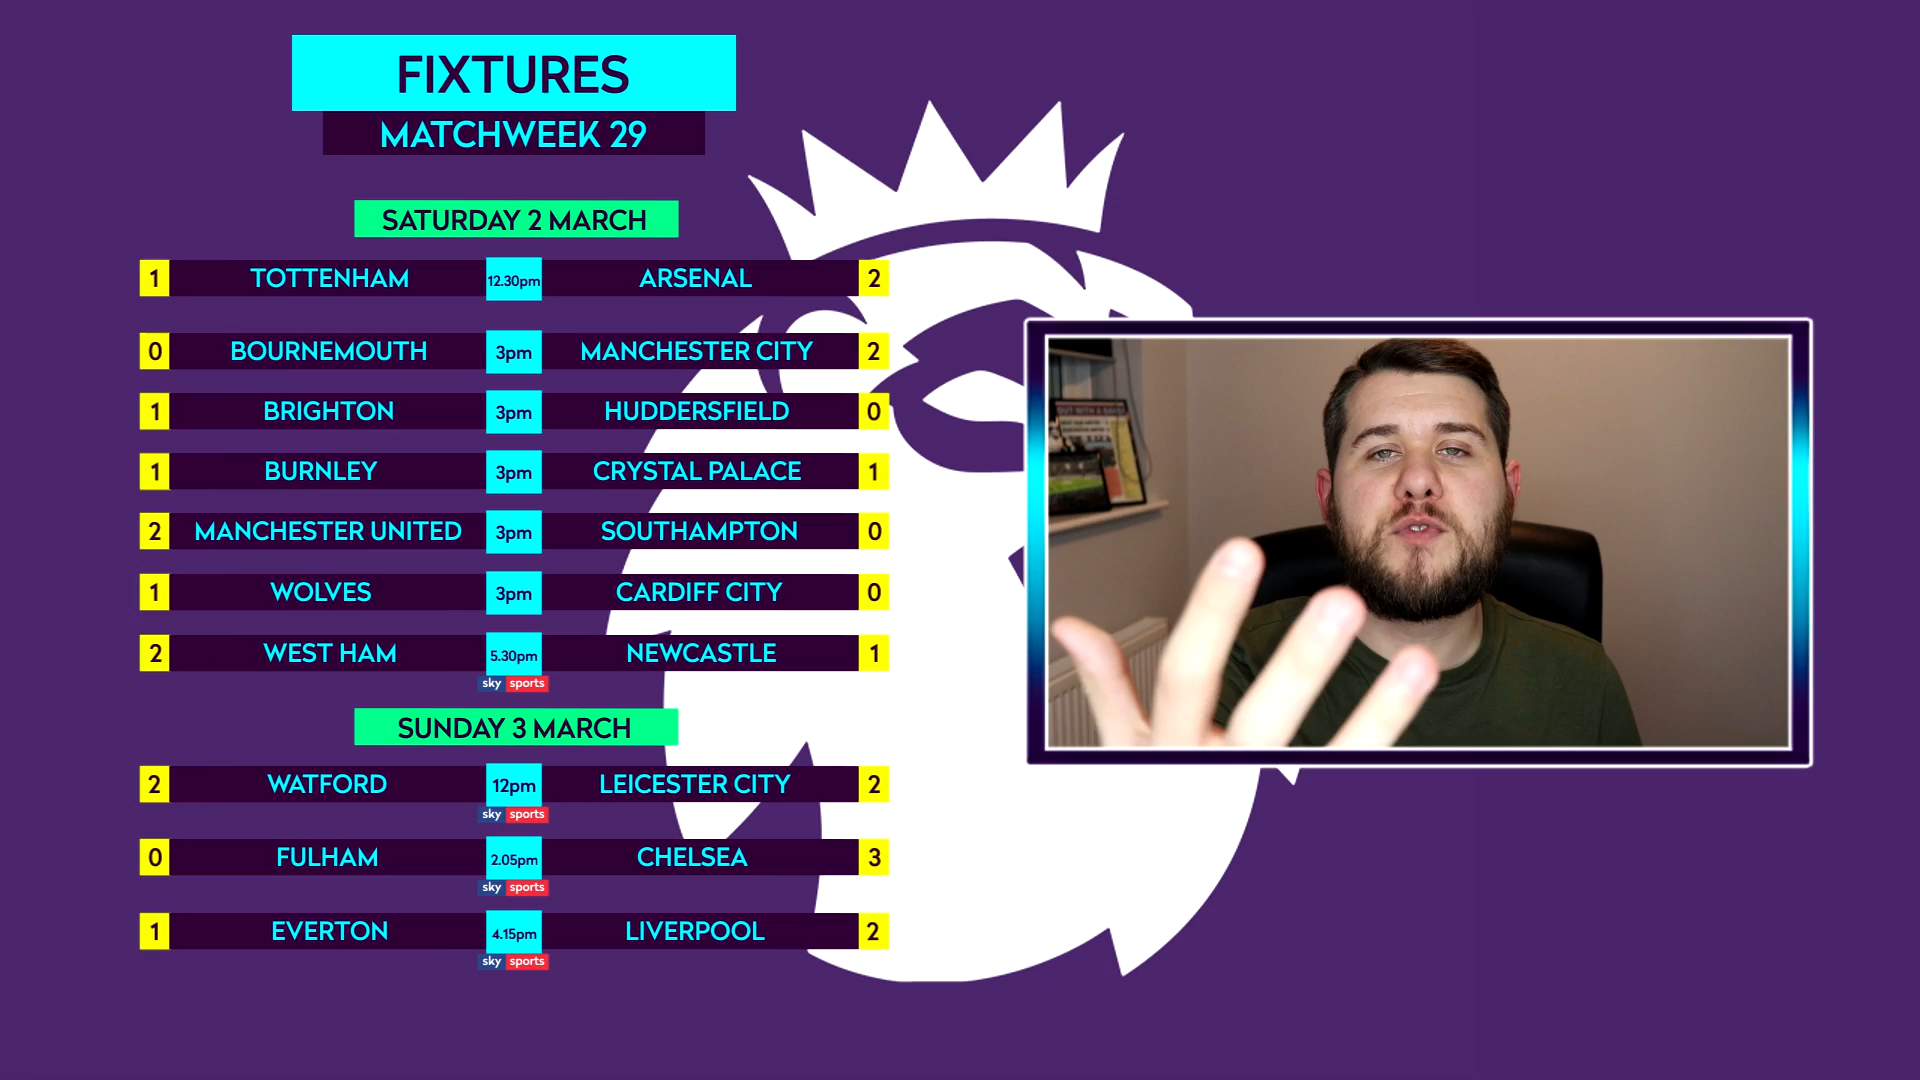 FIXTURES
MATCHWEEK 29
SATURDAY 2 MARCH
1 TOTTENHAM 12.30pm ARSENAL 2
0 BOURNEMOUTH 3pm MANCHESTER CITY 2
1 BRIGHTON 3pm HUDDERSFIELD 0
1 BURNLEY 3pm CRYSTAL PALACE 1
2 MANCHESTER UNITED 3pm SOUTHAMPTON 0
1 WOLVES 3pm CARDIFF CITY 0
2 WEST HAM 5.30pm NEWCASTLE 1
sky sports
SUNDAY 3 MARCH
2 WATFORD 12pm LEICESTER CITY 2
sky sports
0 FULHAM 2.05pm CHELSEA 3
sky sports
1 EVERTON 4.15pm LIVERPOOL 2
sky sports